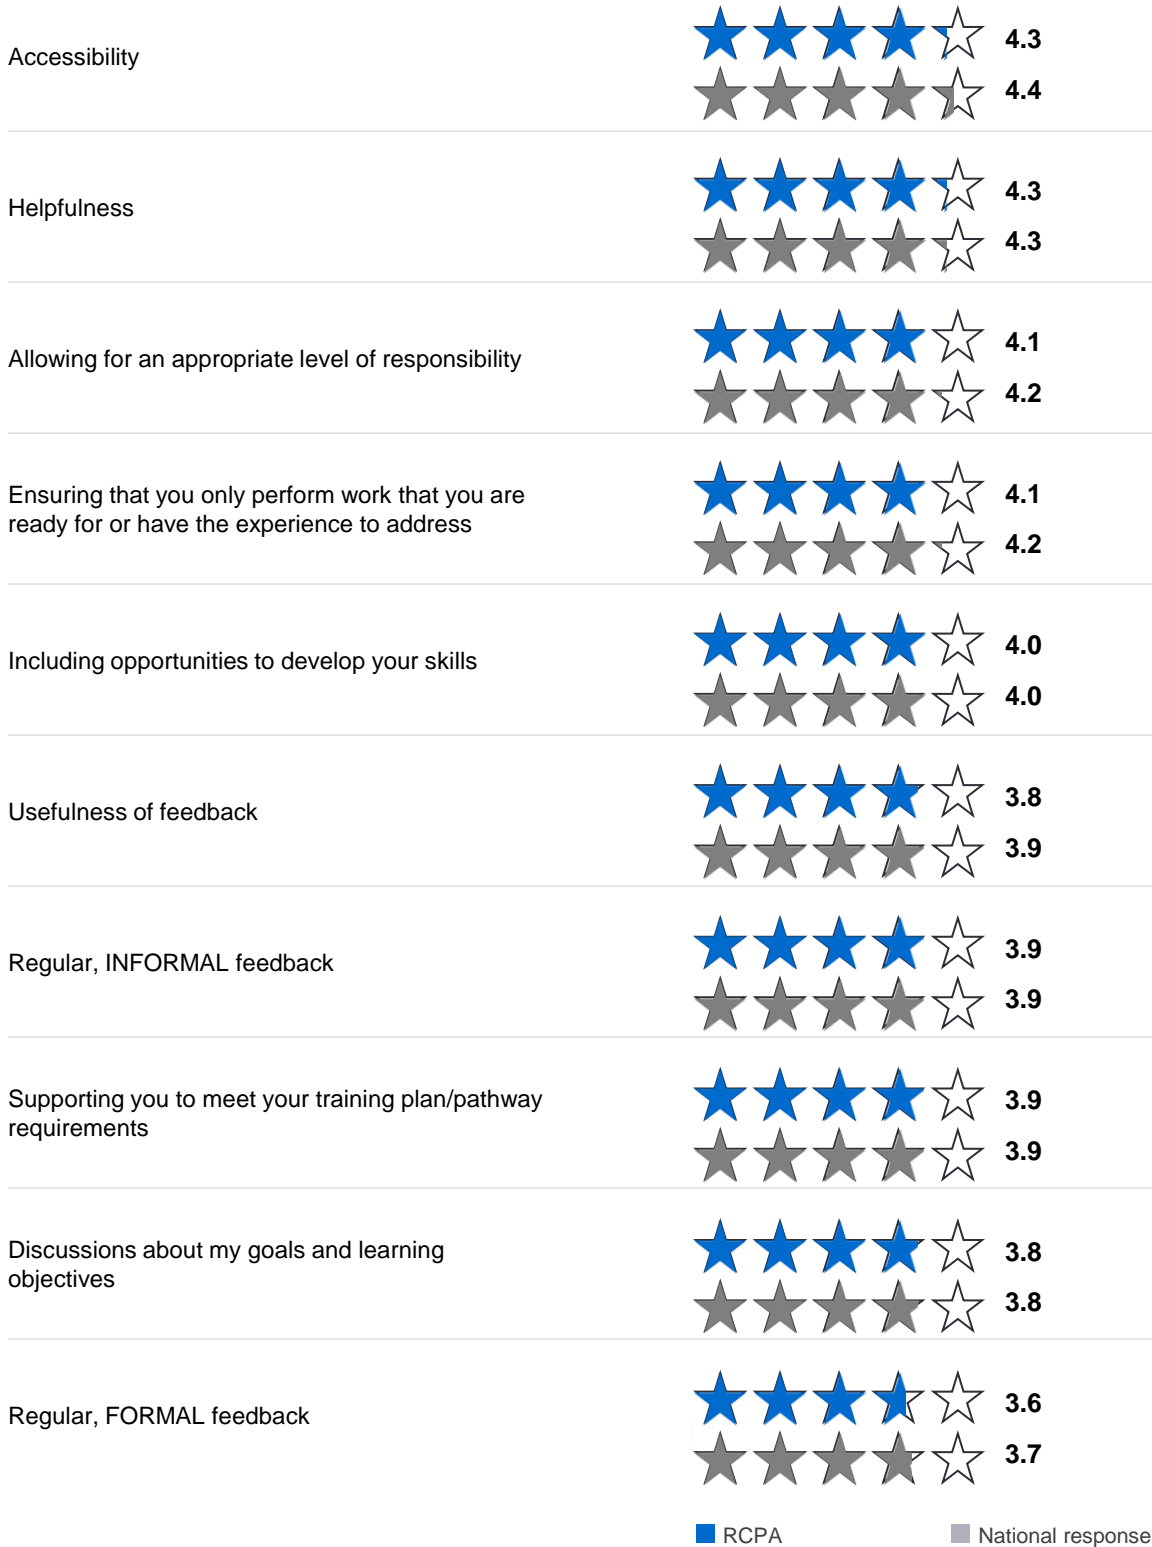 Accessibility
4.3
4.4
Helpfulness
4.3
4.3
Allowing for an appropriate level of responsibility
4.1
4.2
Ensuring that you only perform work that you are
ready for or have the experience to address
4.1
4.2
Including opportunities to develop your skills
4.0
4.0
Usefulness of feedback
3.8
3.9
Regular, INFORMAL feedback
3.9
3.9
Supporting you to meet your training plan/pathway
requirements
3.9
3.9
Discussions about my goals and learning
objectives
3.8
3.8
Regular, FORMAL feedback
3.6
3.7
RCPA
National response